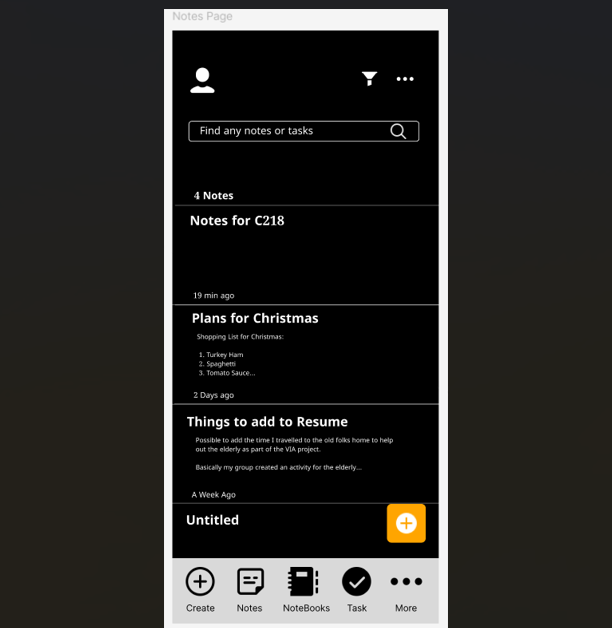 Notes Page
Find any notes or tasks
4 Notes
Notes for C218
19 min ago
Plans for Christmas
Shopping List for Christmas:
1. Turkey Ham
2. Spaghetti
3. Tomato Sauce...
2 Days ago
Things to add to Resume
Possible to add the time I travelled to the old folks home to help
out the elderly as part of the VIA project.
Basically my group created an activity for the elderly...
A Week Ago
Untitled
Create Notes NoteBooks Task More